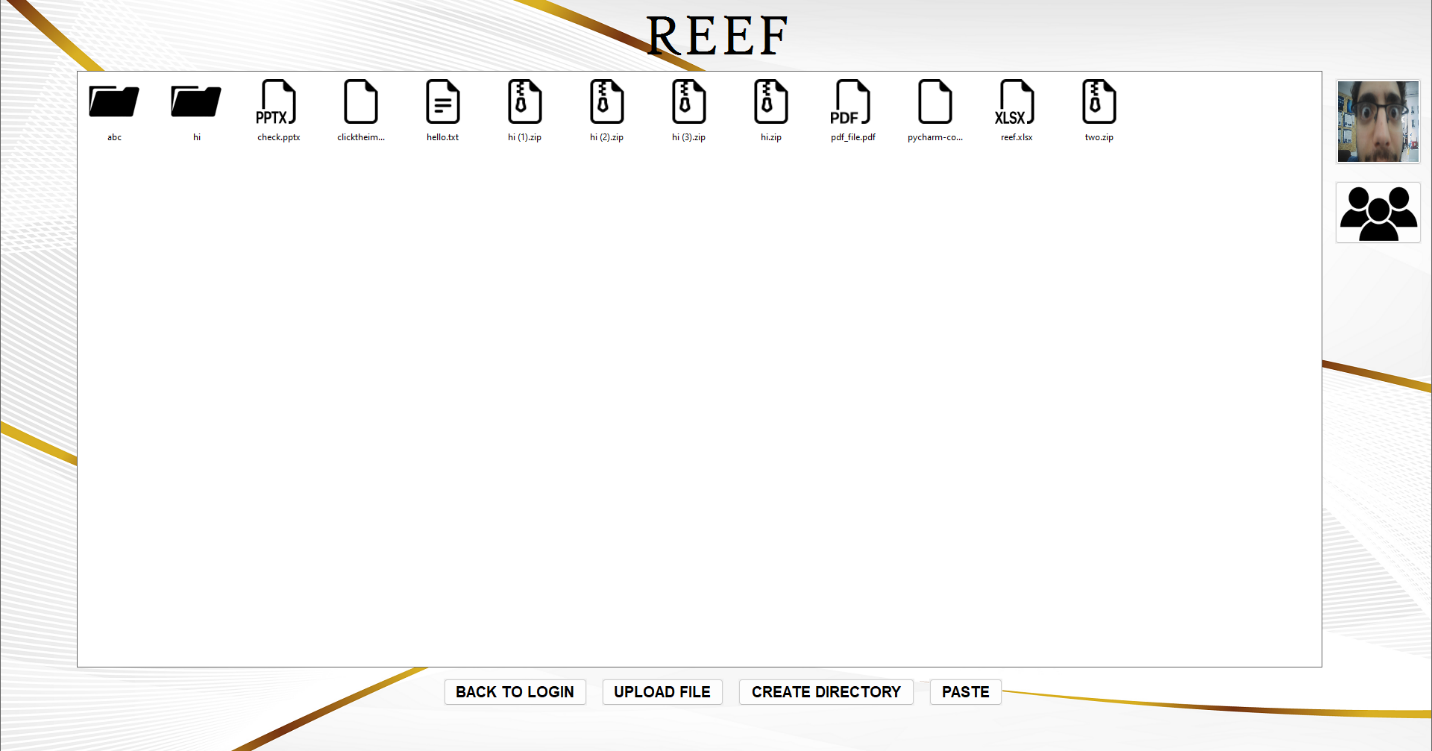 REEF
PPTX PDF XLSX
abc hi check.pptx clicktheim... hello.txt hi (1).zip hi (2).zip hi (3).zip hi.zip pdf_file.pdf pycharm-co... reef.xlsx two.zip
BACK TO LOGIN UPLOAD FILE CREATE DIRECTORY PASTE